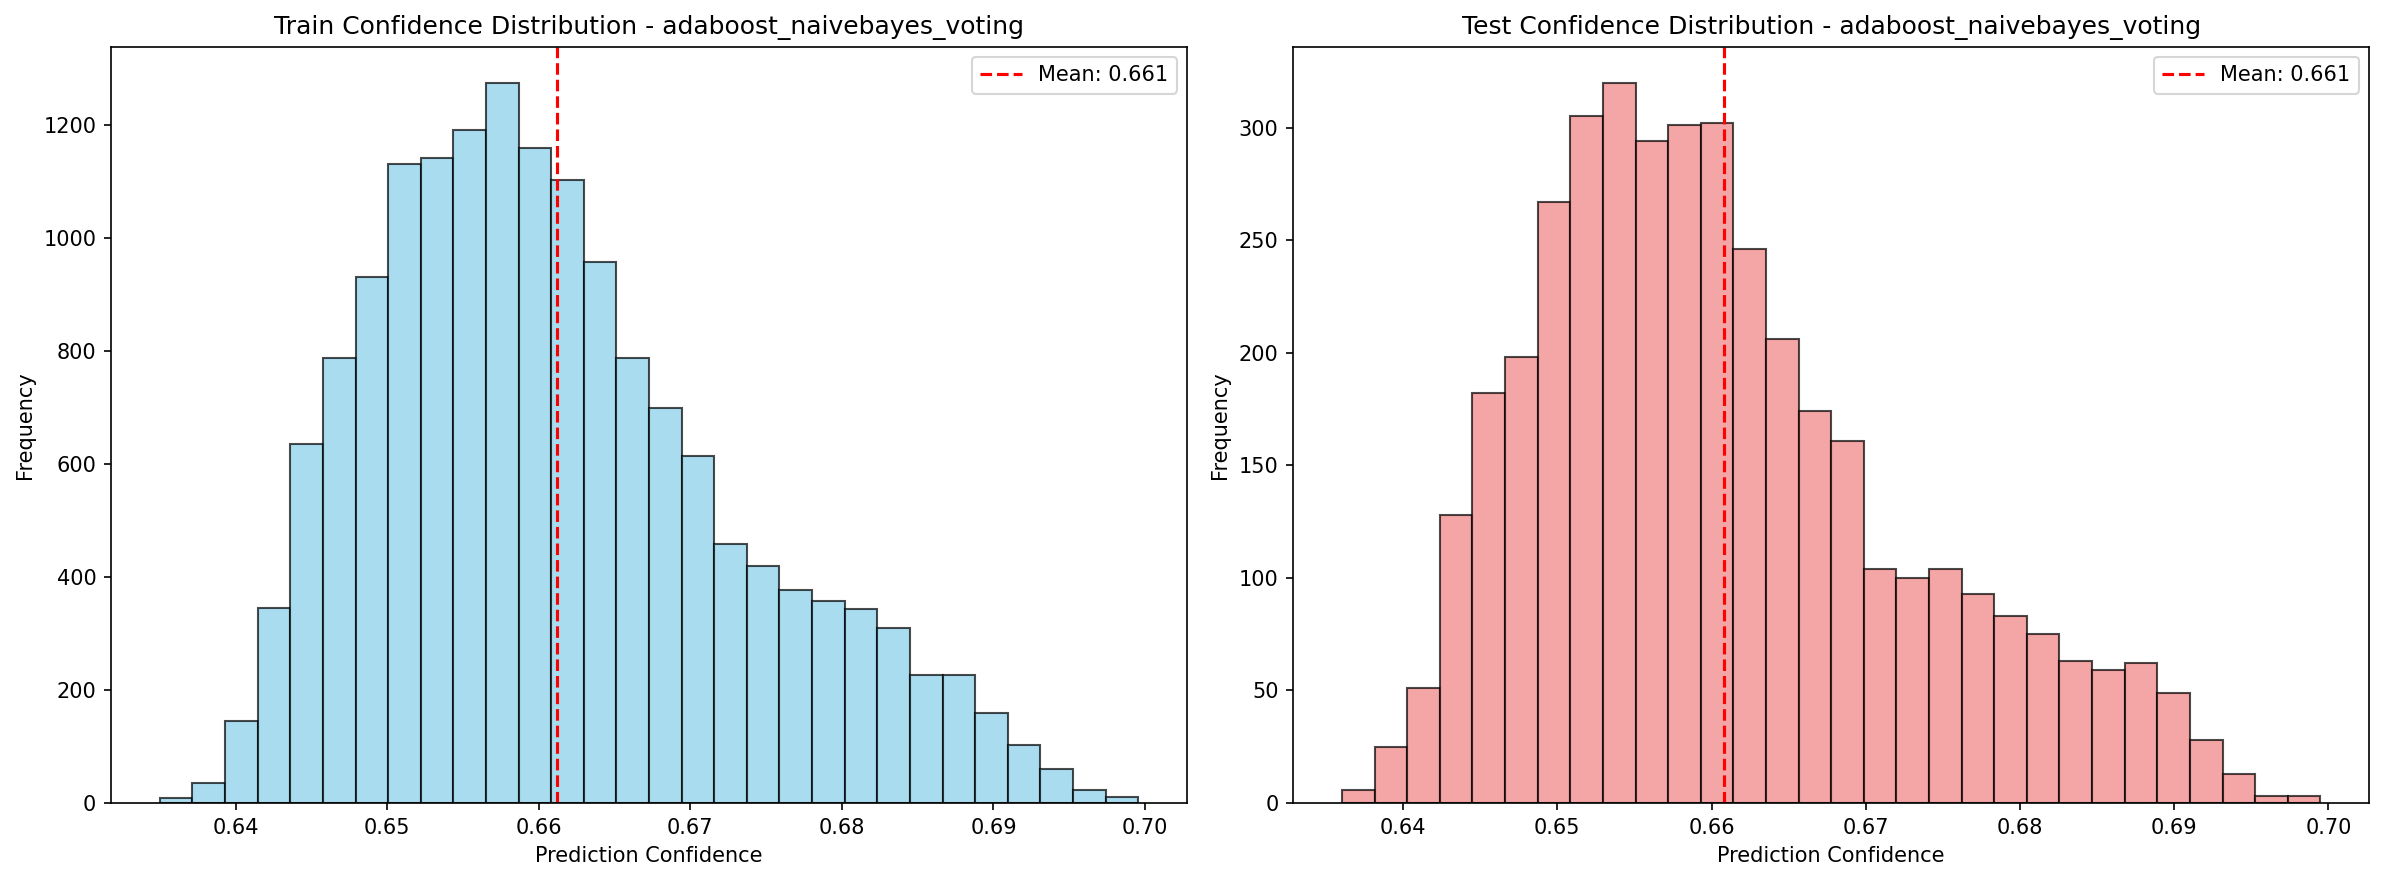 Train Confidence Distribution - adaboost_naivebayes_voting
Mean: 0.661
1200
1000
800
600
400
200
0
Frequency
0.64 0.65 0.66 0.67 0.68 0.69 0.70
Prediction Confidence
Test Confidence Distribution - adaboost_naivebayes_voting
Mean: 0.661
300
250
200
150
100
50
0
Frequency
0.64 0.65 0.66 0.67 0.68 0.69 0.70
Prediction Confidence